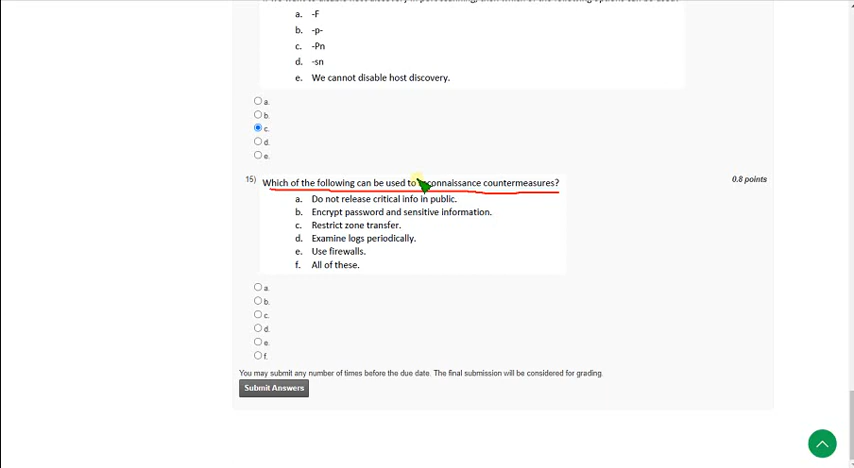 a. -F
b. -p-
c. -Pn
d. -sn
e. We cannot disable host discovery.
a.
b.
c.
d.
e.
15) Which of the following can be used to connaissance countermeasures? 0.8 points
a. Do not release critical info in public.
b. Encrypt password and sensitive information.
c. Restrict zone transfer.
d. Examine logs periodically.
e. Use firewalls.
f. All of these.
a.
b.
c.
d.
e.
f.
You may submit any number of times before the due date. The final submission will be considered for grading.
Submit Answers